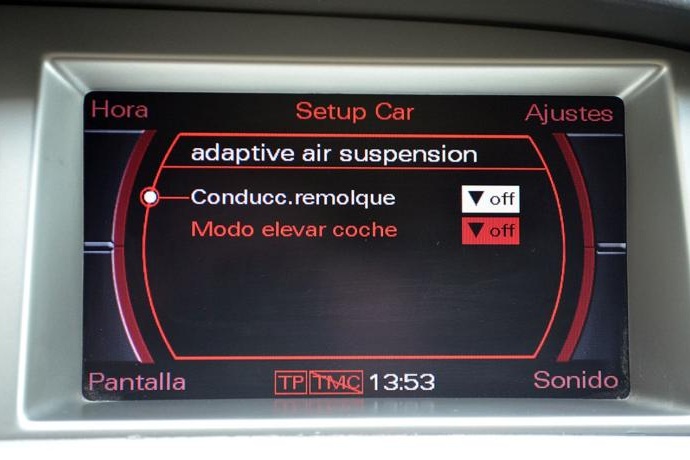 Hora Setup Car Ajustes
adaptive air suspension
Conducc.remolque ▼ off
Modo elevar coche ▼ off
Pantalla TP TMC 13:53 Sonido